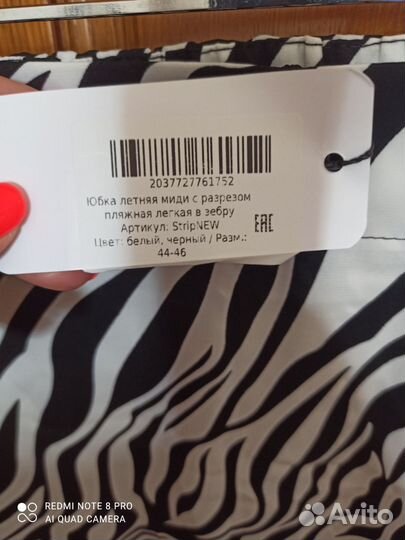 2037727761752
Юбка летняя миди с разрезом
пляжная легкая в зебру
Артикул: StripNEW
Цвет: белый, черный / Разм.:
44-46
EAC
REDMI NOTE 8 PRO
AI QUAD CAMERA
Avito